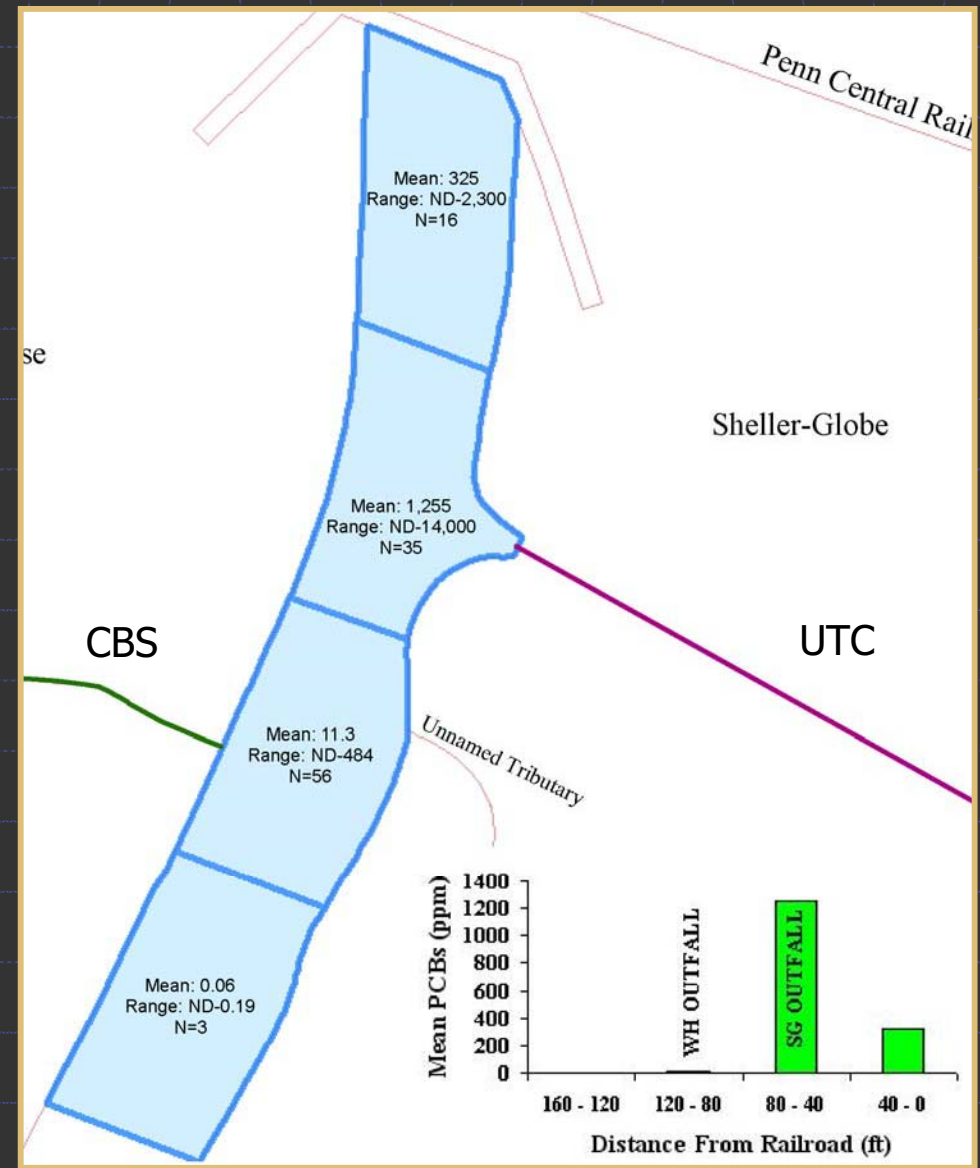 Penn Central Rail
Mean: 325
Range: ND-2,300
N=16
se
Sheller-Globe
Mean: 1,255
Range: ND-14,000
N=35
CBS
UTC
Mean: 11.3
Range: ND-484
N=56
Unnamed Tributary
Mean: 0.06
Range: ND-0.19
N=3
Mean PCBs (ppm)
1400
1200
1000
800
600
400
200
0
WH OUTFALL
SG OUTFALL
160 - 120
120 - 80
80 - 40
40 - 0
Distance From Railroad (ft)